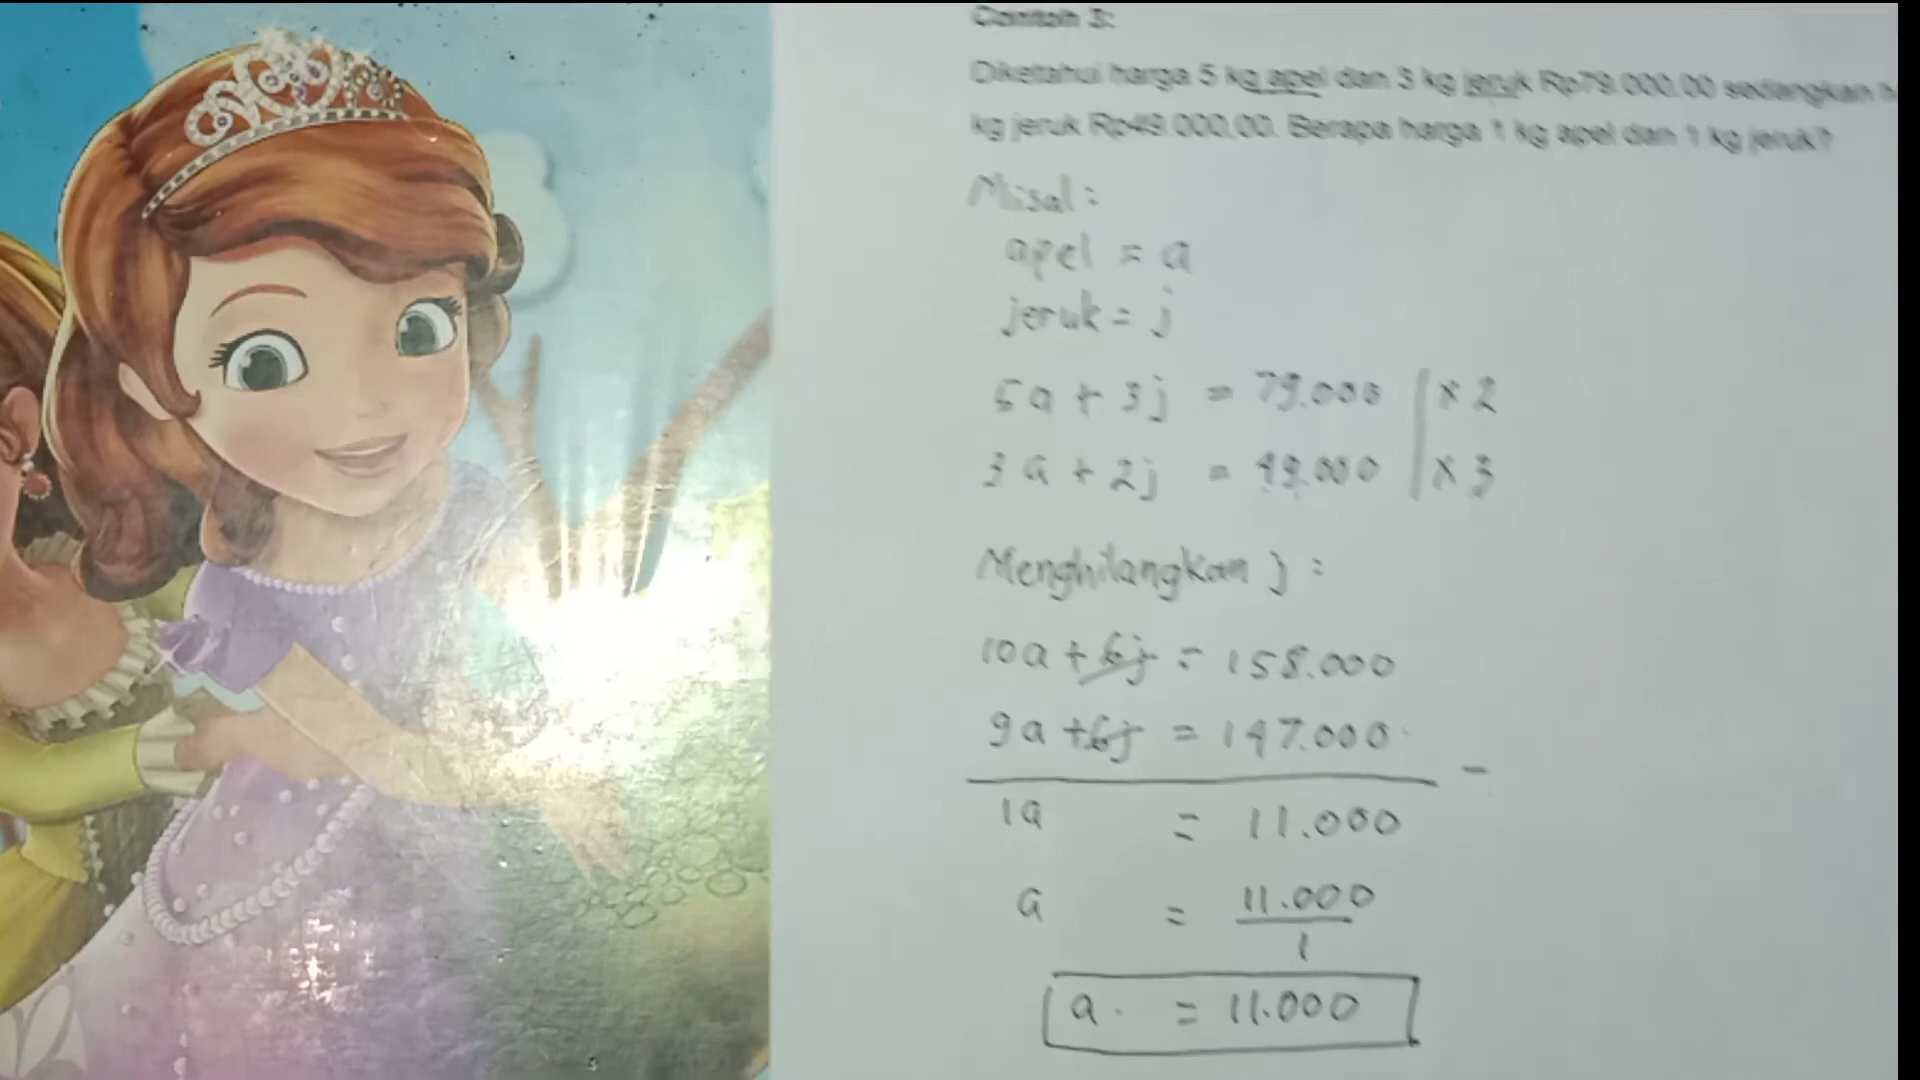 Contoh 3:
Diketahui harga 5 kg apel dan 3 kg jeruk Rp79.000,00 sedangkan h
kg jeruk Rp49.000,00. Berapa harga 1 kg apel dan 1 kg jeruk?
Misal:
apel = a
jeruk = j
5a + 3j = 79.000 | x 2
3a + 2j = 49.000 | x 3
Menghilangkan j :
10a + 6j = 158.000
9a + 6j = 147.000 -
1a = 11.000
a = 11.000
1
a = 11.000